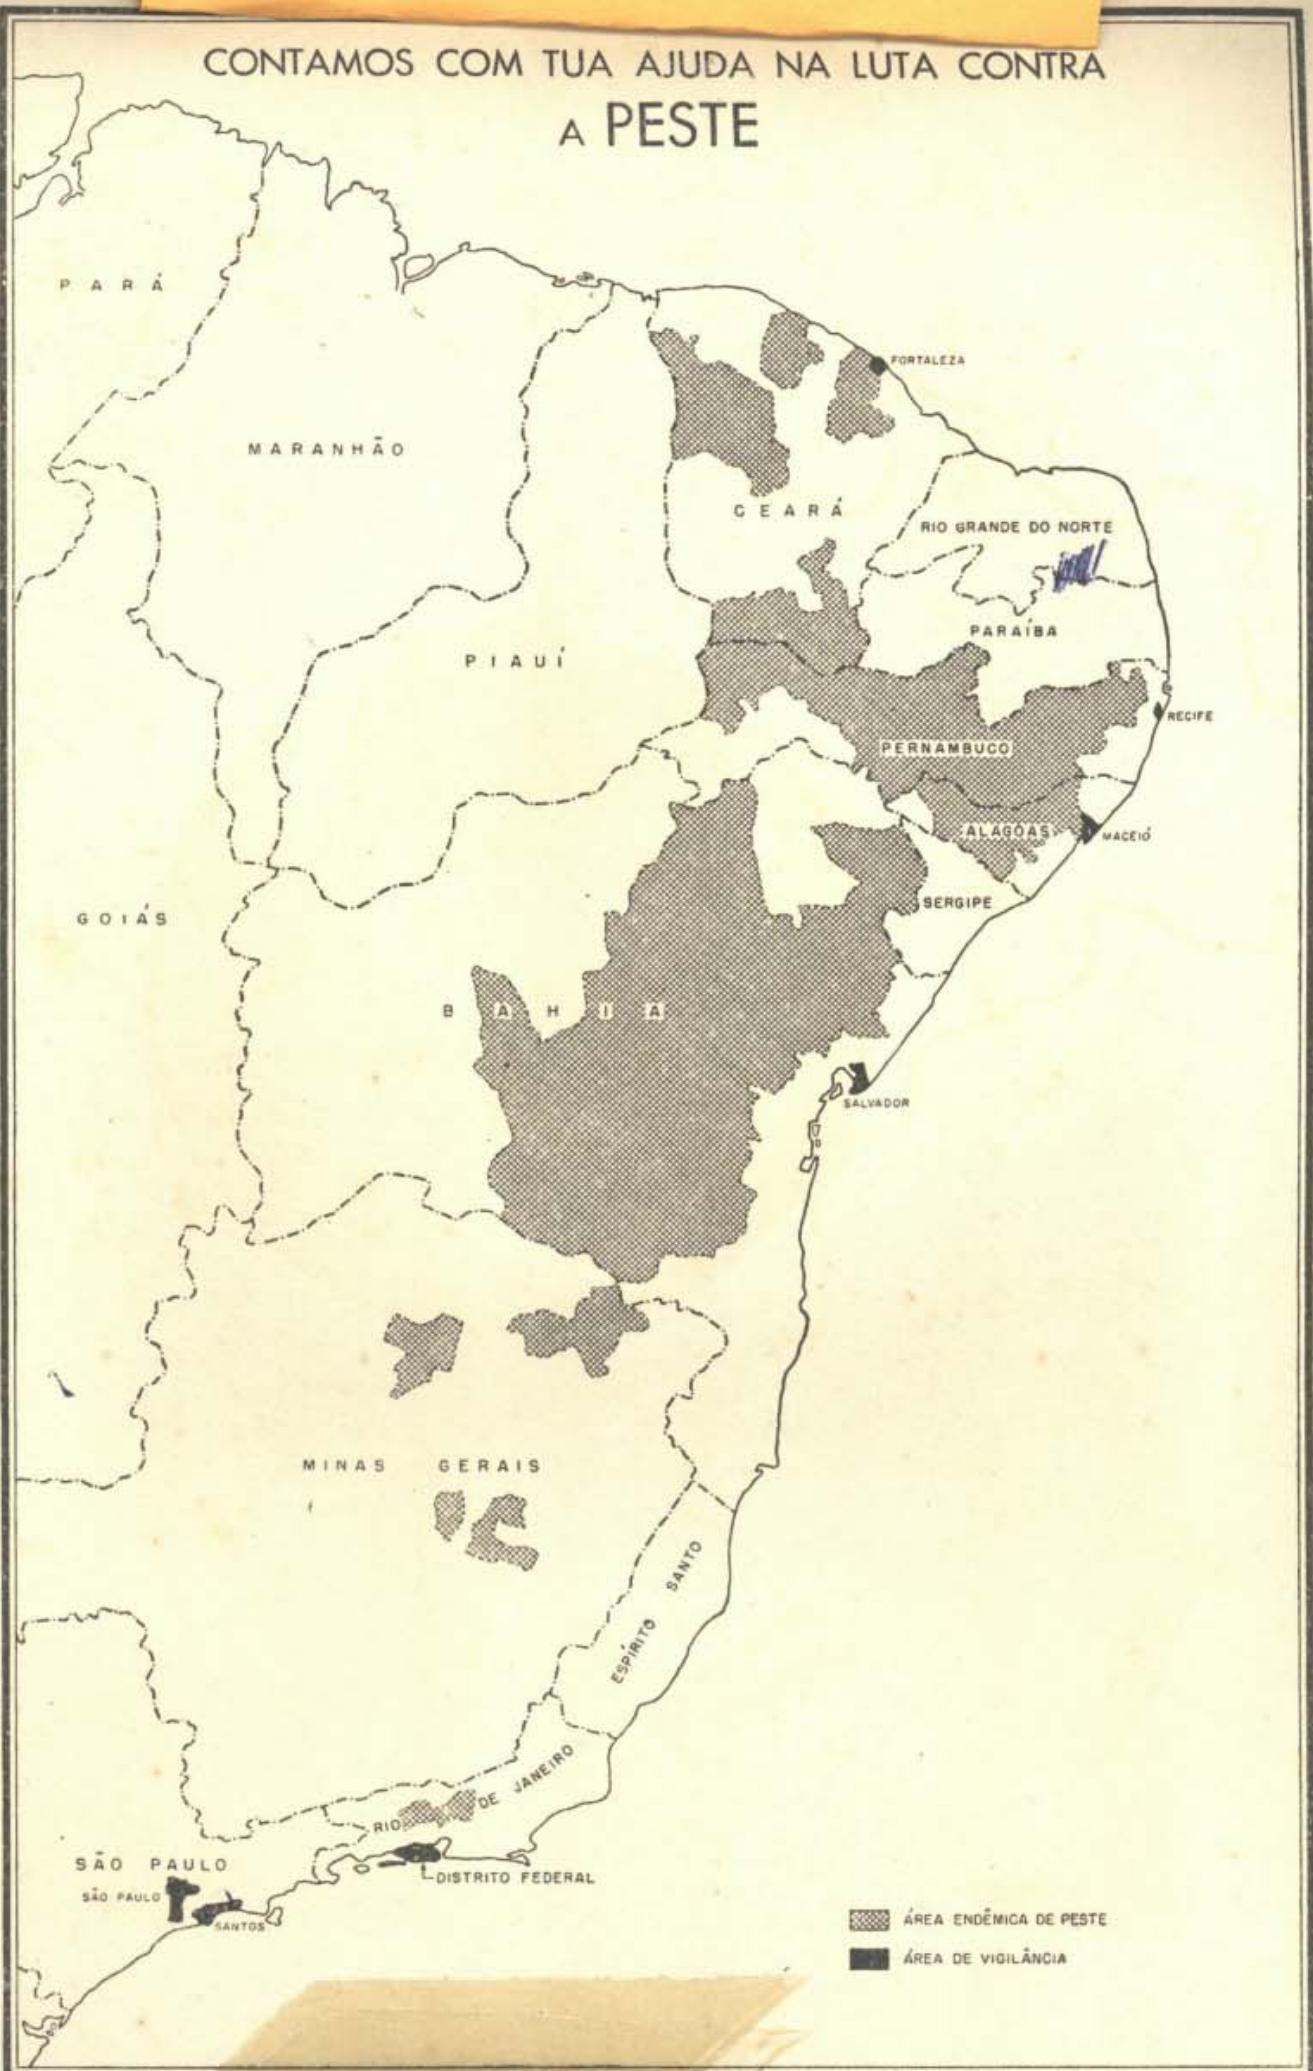 CONTAMOS COM TUA AJUDA NA LUTA CONTRA
A PESTE
PARÁ
MARANHÃO
FORTALEZA
CEARÁ
RIO GRANDE DO NORTE
PARAÍBA
PIAUÍ
RECIFE
PERNAMBUCO
ALAGÔAS
MACEIÓ
GOIÁS
SERGIPE
BAHIA
SALVADOR
MINAS GERAIS
ESPÍRITO SANTO
RIO DE JANEIRO
SÃO PAULO
DISTRITO FEDERAL
SÃO PAULO
SANTOS
ÁREA ENDÊMICA DE PESTE
ÁREA DE VIGILÂNCIA